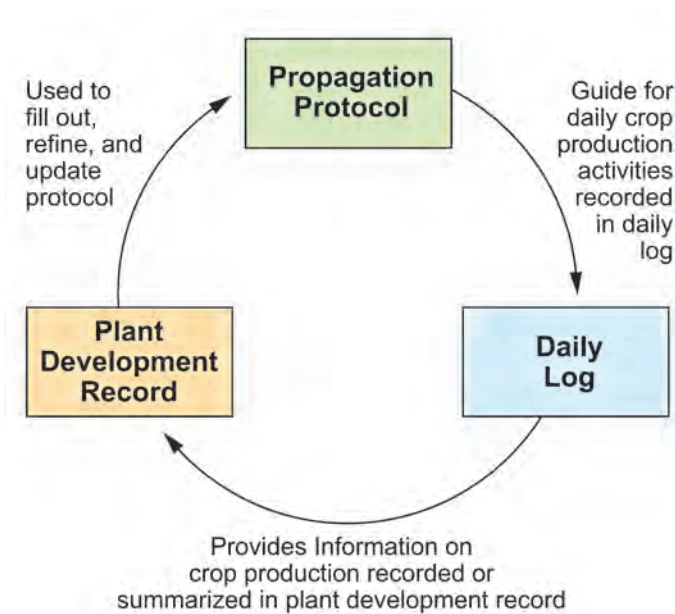 Propagation
Protocol
Guide for
daily crop
production
activities
recorded
in daily
log
Daily
Log
Provides Information on
crop production recorded or
summarized in plant development record
Plant
Development
Record
Used to
fill out,
refine, and
update
protocol